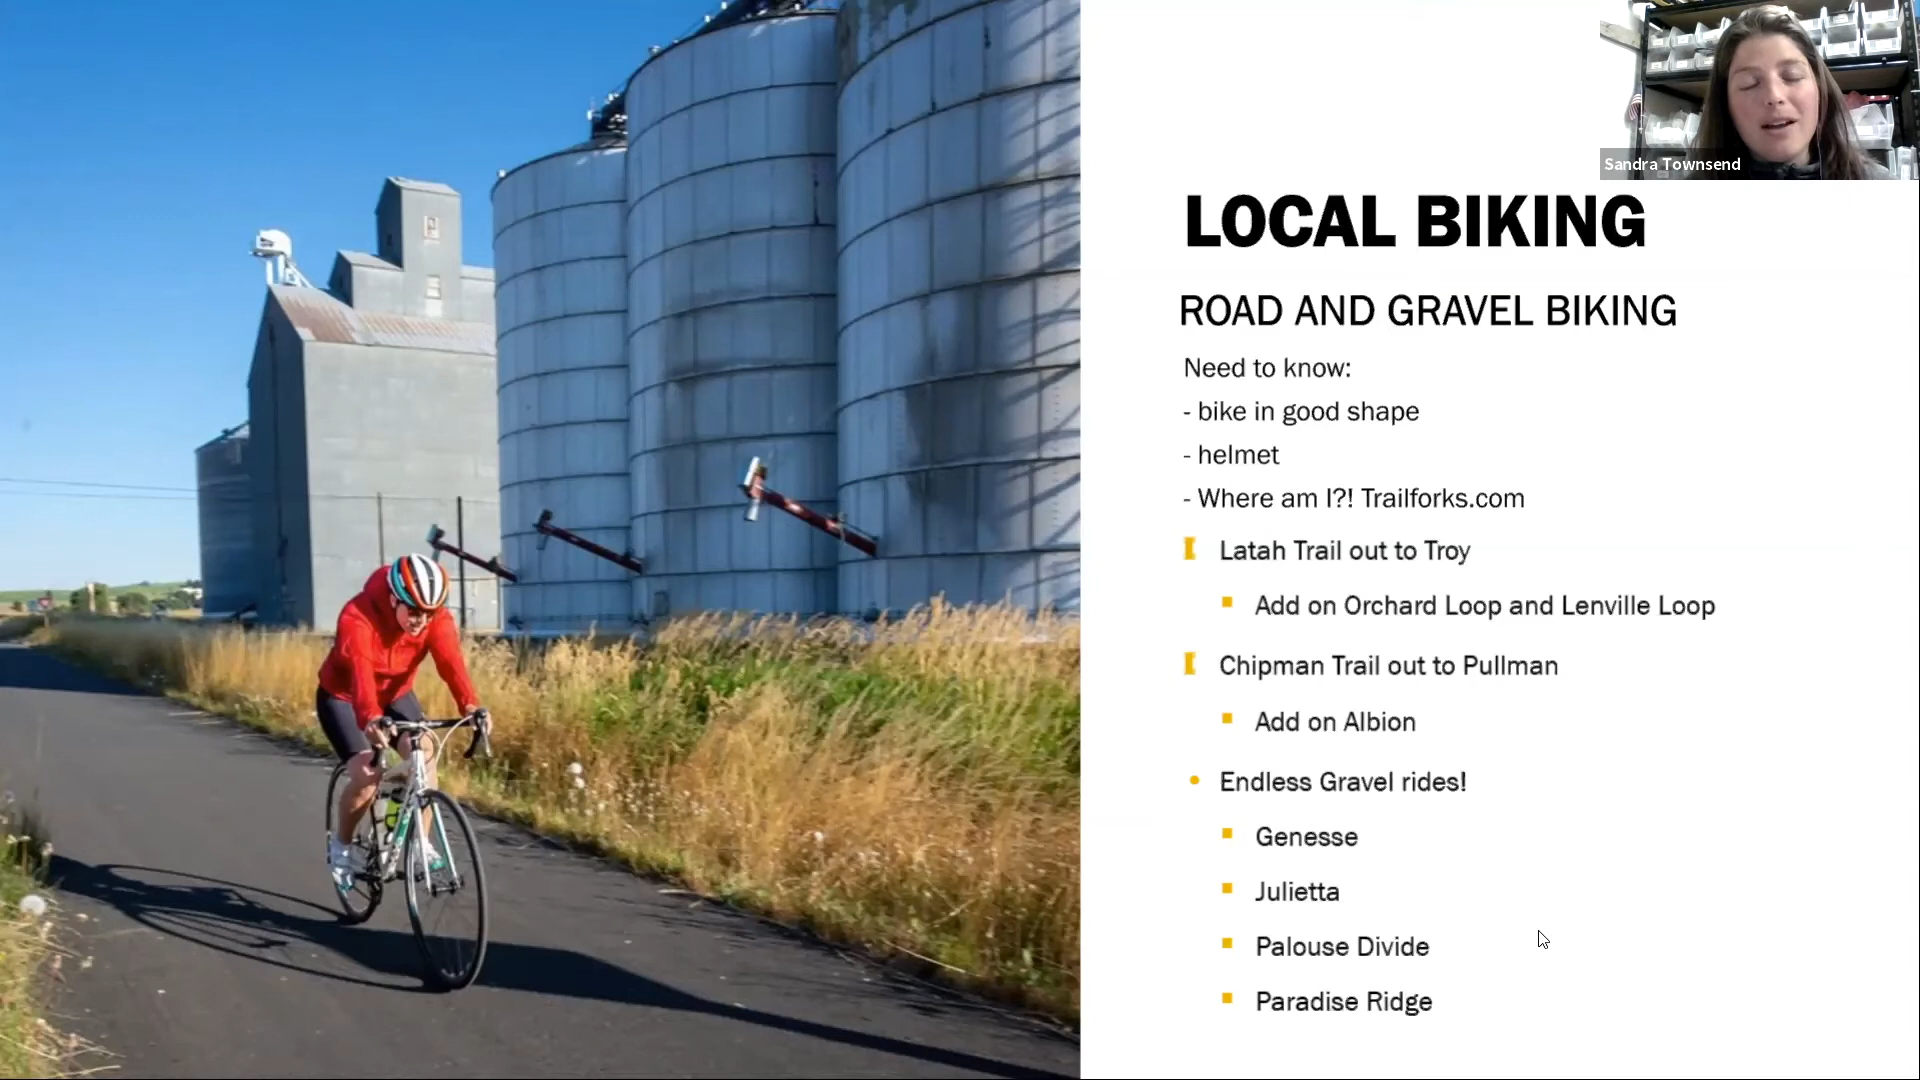 Sandra Townsend
LOCAL BIKING
ROAD AND GRAVEL BIKING
Need to know:
- bike in good shape
- helmet
- Where am I?! Trailforks.com
Latah Trail out to Troy
Add on Orchard Loop and Lenville Loop
Chipman Trail out to Pullman
Add on Albion
Endless Gravel rides!
Genesse
Julietta
Palouse Divide
Paradise Ridge